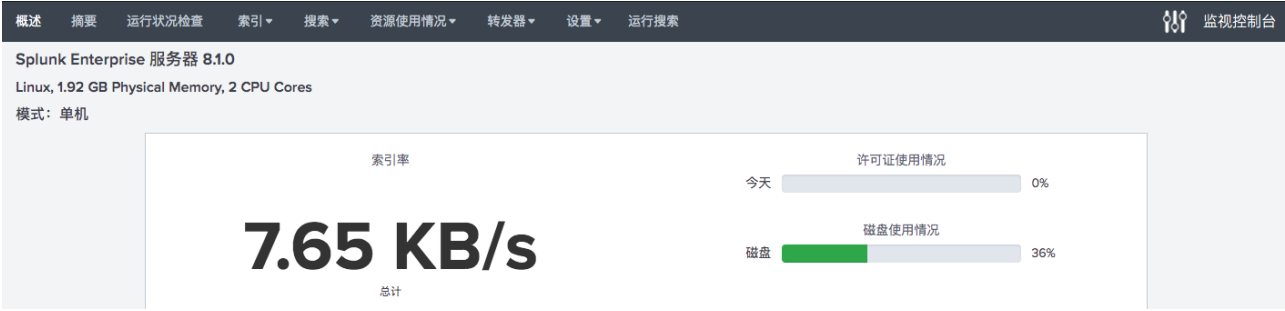 概述 摘要 运行状况检查 索引 搜索 资源使用情况 转发器 设置 运行搜索 监视控制台
Splunk Enterprise 服务器 8.1.0
Linux, 1.92 GB Physical Memory, 2 CPU Cores
模式：单机
索引率
7.65 KB/s
总计
许可证使用情况
今天 0%
磁盘使用情况
磁盘 36%